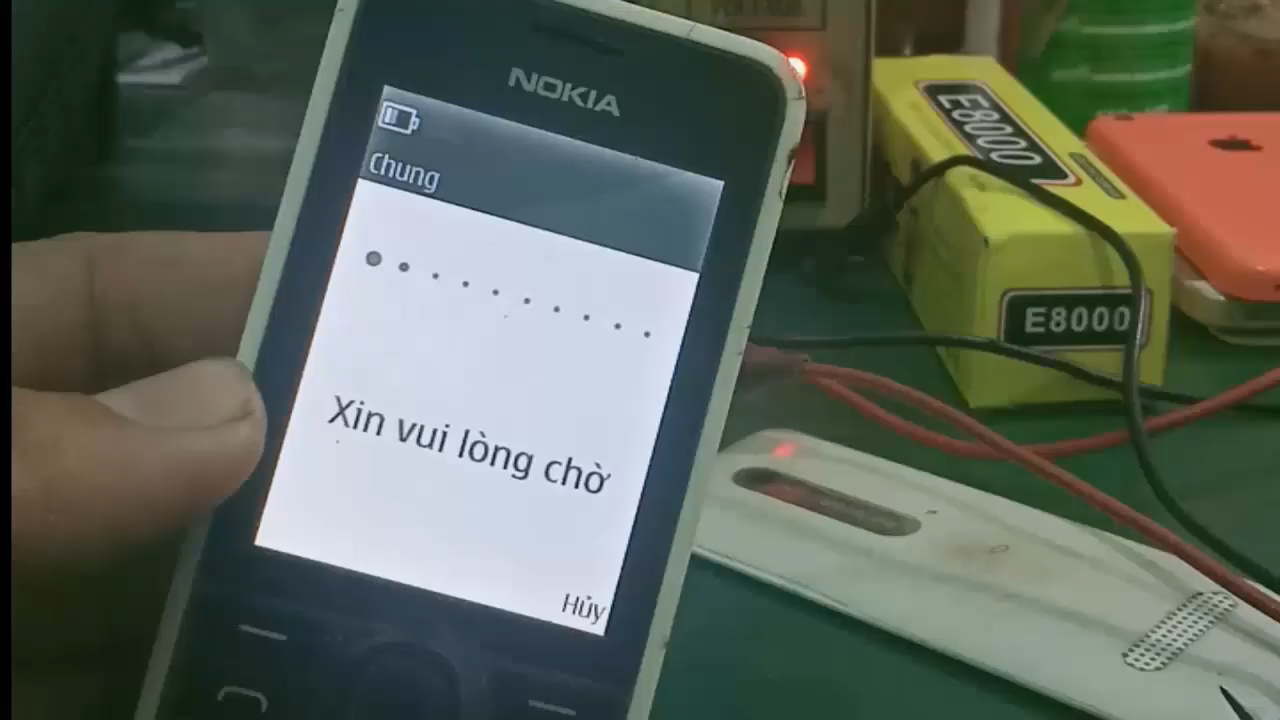 NOKIA
Chung
Xin vui lòng chờ
Hủy
E8000
E8000